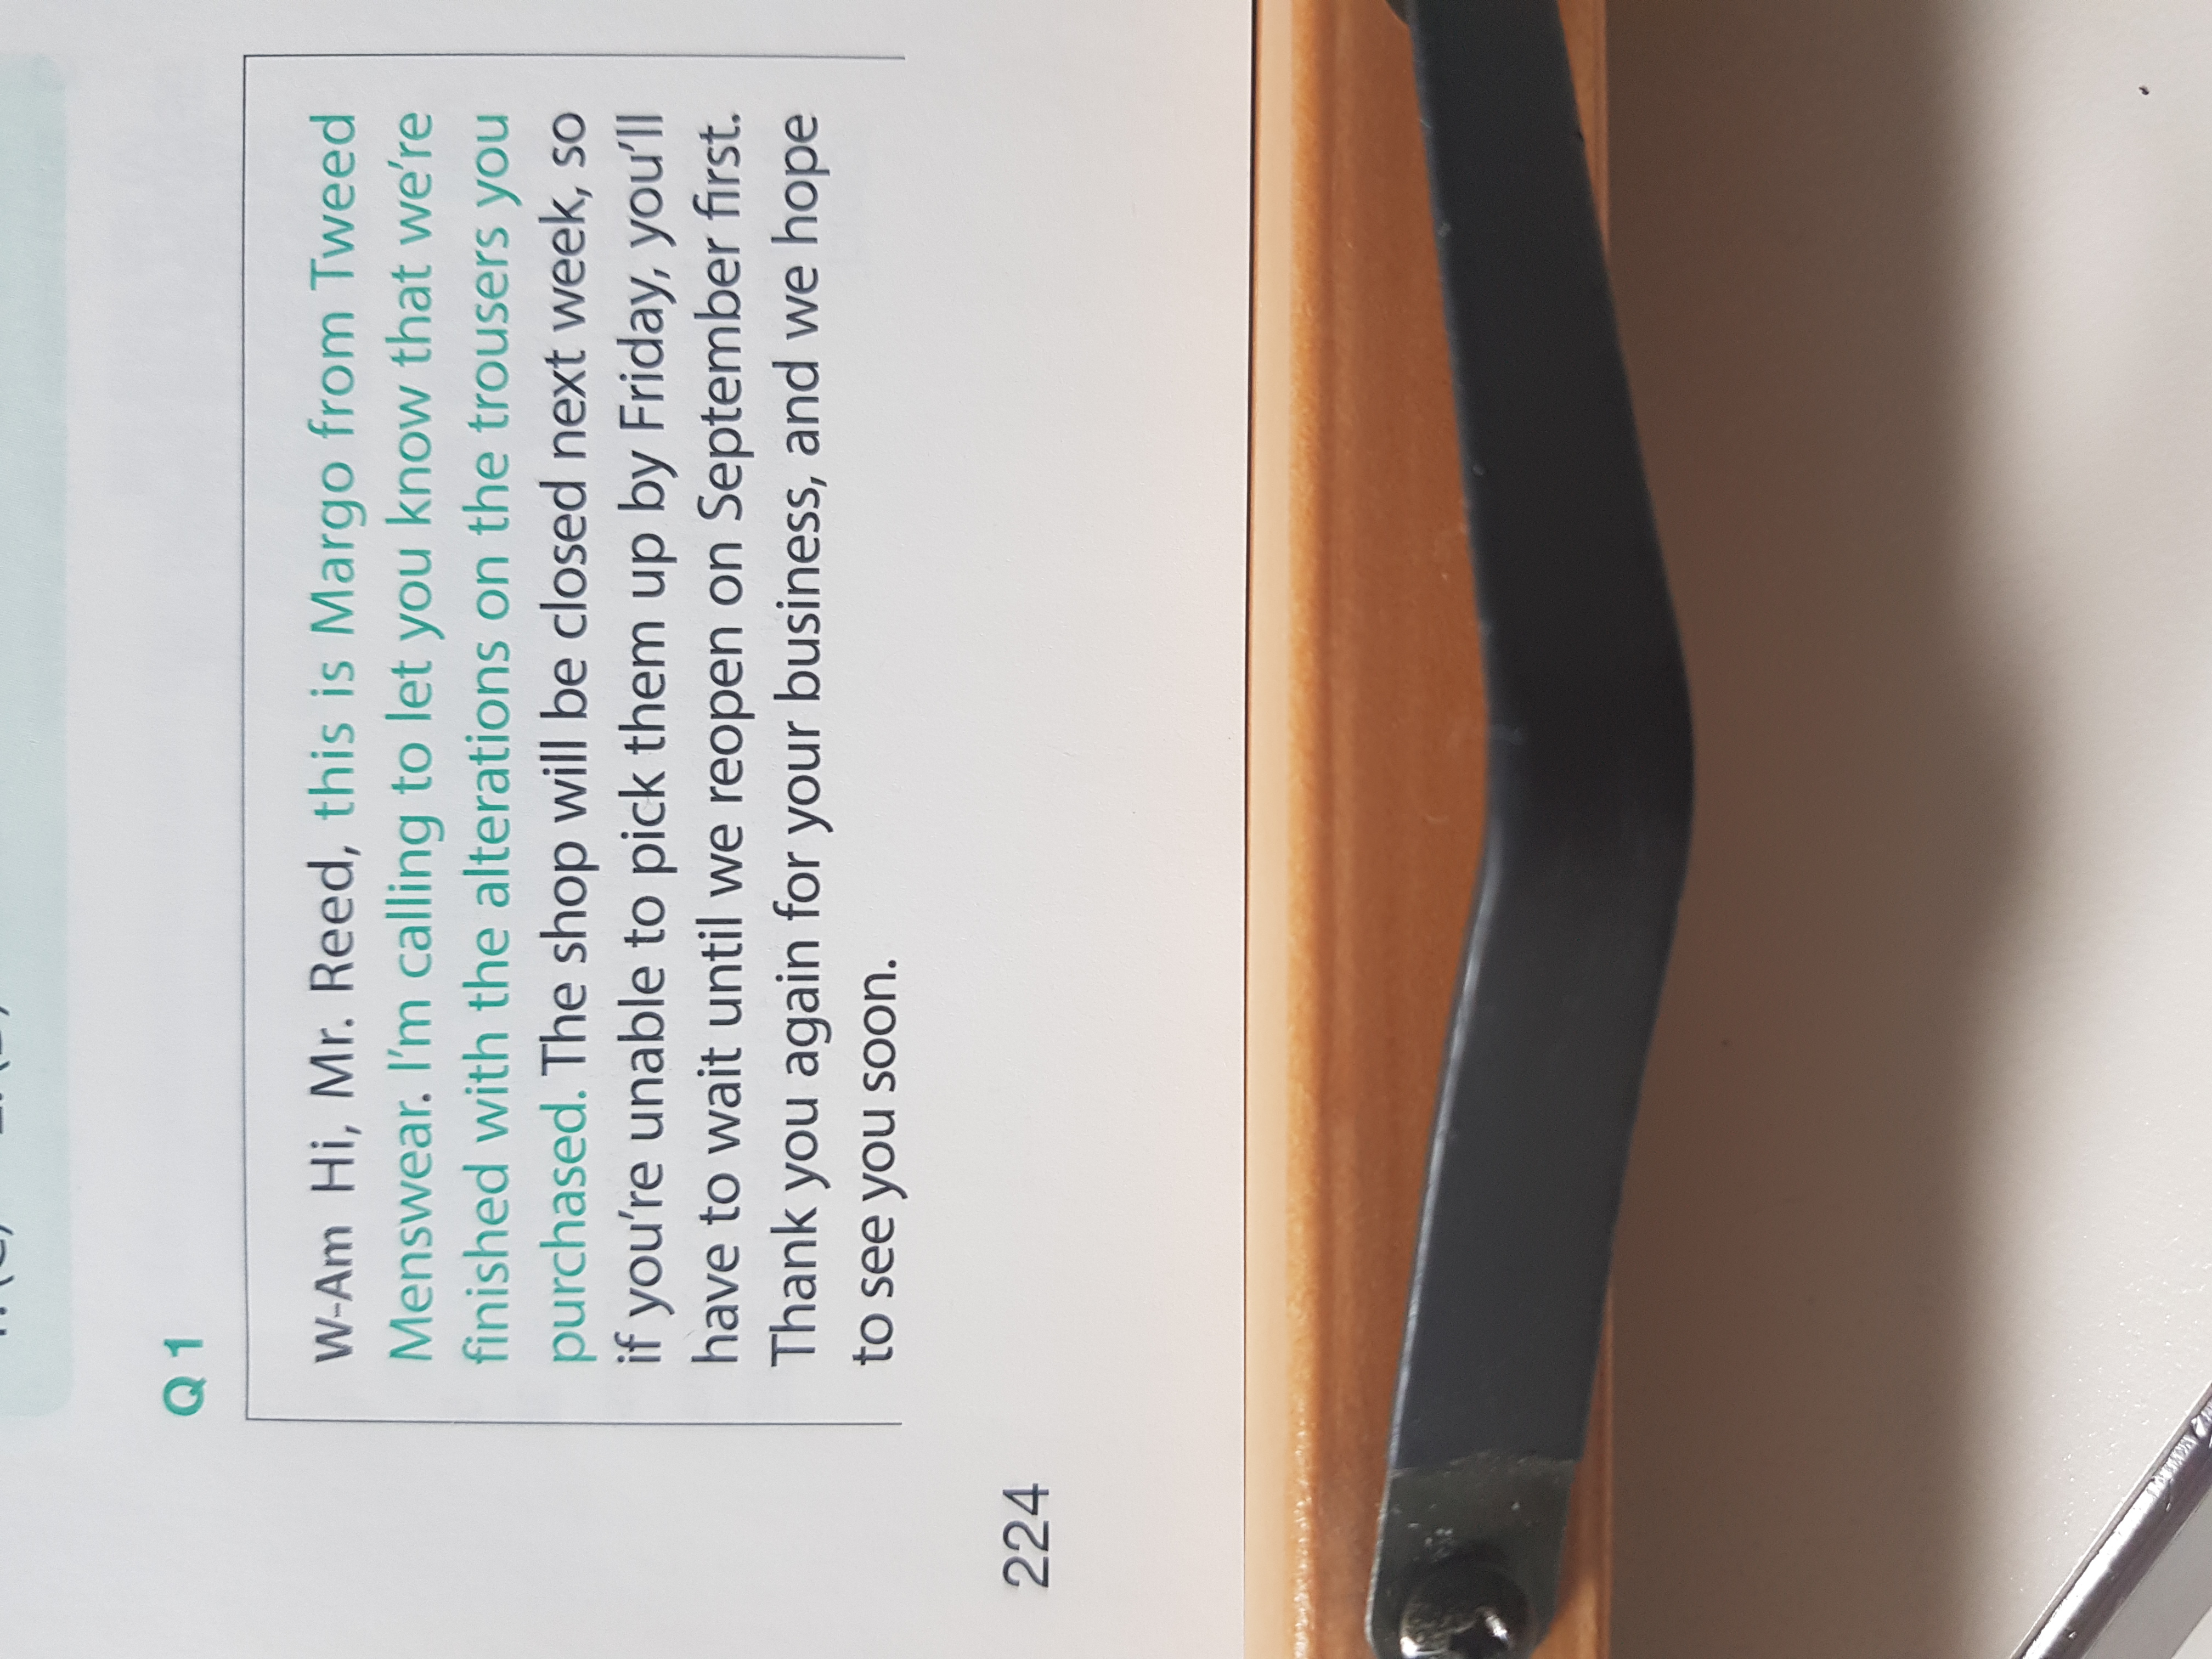 Q 1
W-Am Hi, Mr. Reed, this is Margo from Tweed
Menswear. I'm calling to let you know that we're
finished with the alterations on the trousers you
purchased. The shop will be closed next week, so
if you're unable to pick them up by Friday, you'll
have to wait until we reopen on September first.
Thank you again for your business, and we hope
to see you soon.
224